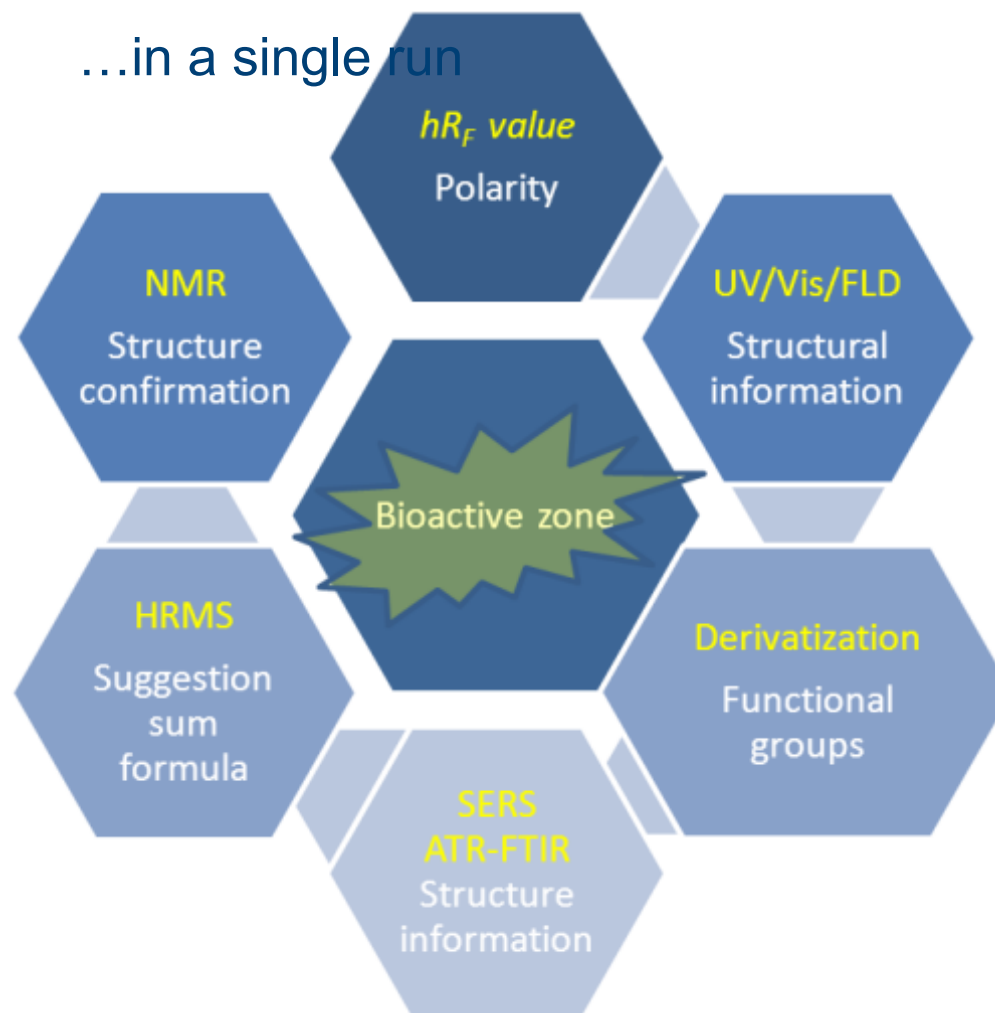 …in a single run
hRF value
Polarity
UV/Vis/FLD
Structural
information
Derivatization
Functional
groups
SERS
ATR-FTIR
Structure
information
HRMS
Suggestion
sum
formula
NMR
Structure
confirmation
Bioactive zone